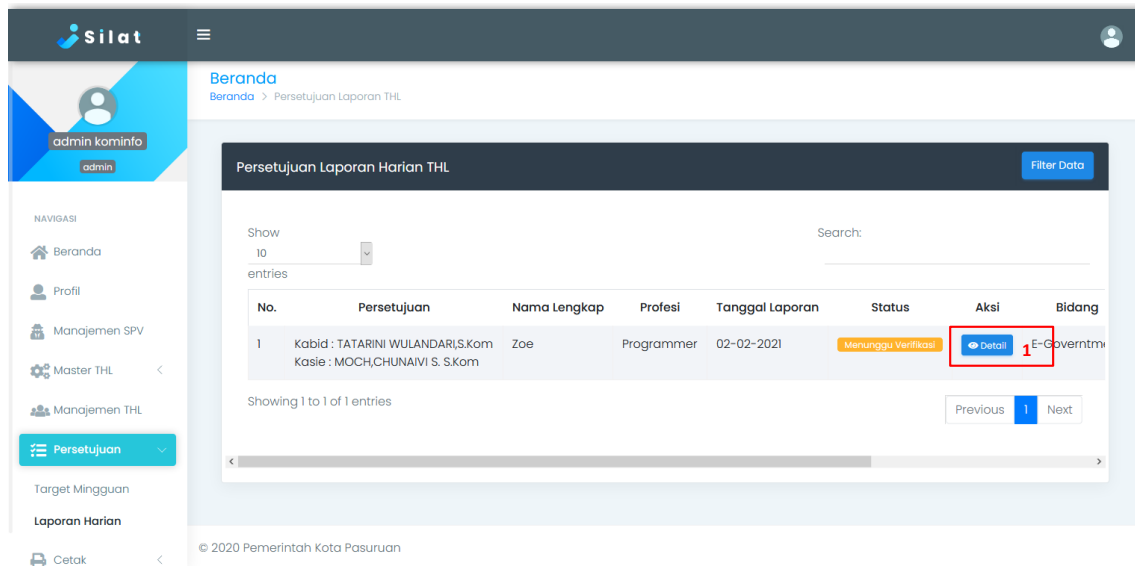 Silat
Beranda
Beranda > Persetujuan Laporan THL
admin kominfo
admin
NAVIGASI
Beranda
Profil
Manajemen SPV
Master THL
Manajemen THL
Persetujuan
Target Mingguan
Laporan Harian
Cetak
Persetujuan Laporan Harian THL
Filter Data
Show
10
entries
Search:
No. Persetujuan Nama Lengkap Profesi Tanggal Laporan Status Aksi Bidang
1 Kabid : TATARINI WULANDARI,S.Kom Zoe Programmer 02-02-2021 Menunggu Verifikasi Detail 1 E-Governtme
Kasie : MOCH,CHUNAIVI S. S.Kom
Showing 1 to 1 of 1 entries
Previous 1 Next
© 2020 Pemerintah Kota Pasuruan